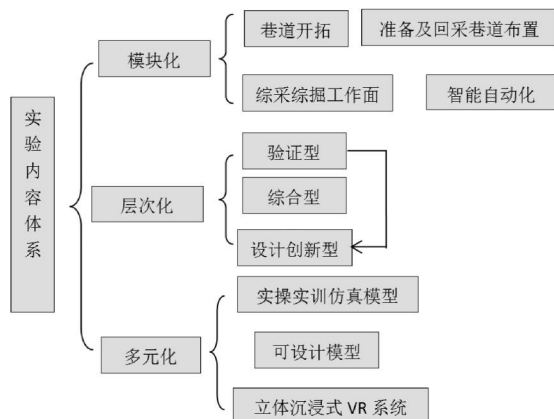 实验内容体系
模块化
巷道开拓
准备及回采巷道布置
综采综掘工作面
智能自动化
层次化
验证型
综合型
设计创新型
多元化
实操实训仿真模型
可设计模型
立体沉浸式 VR 系统